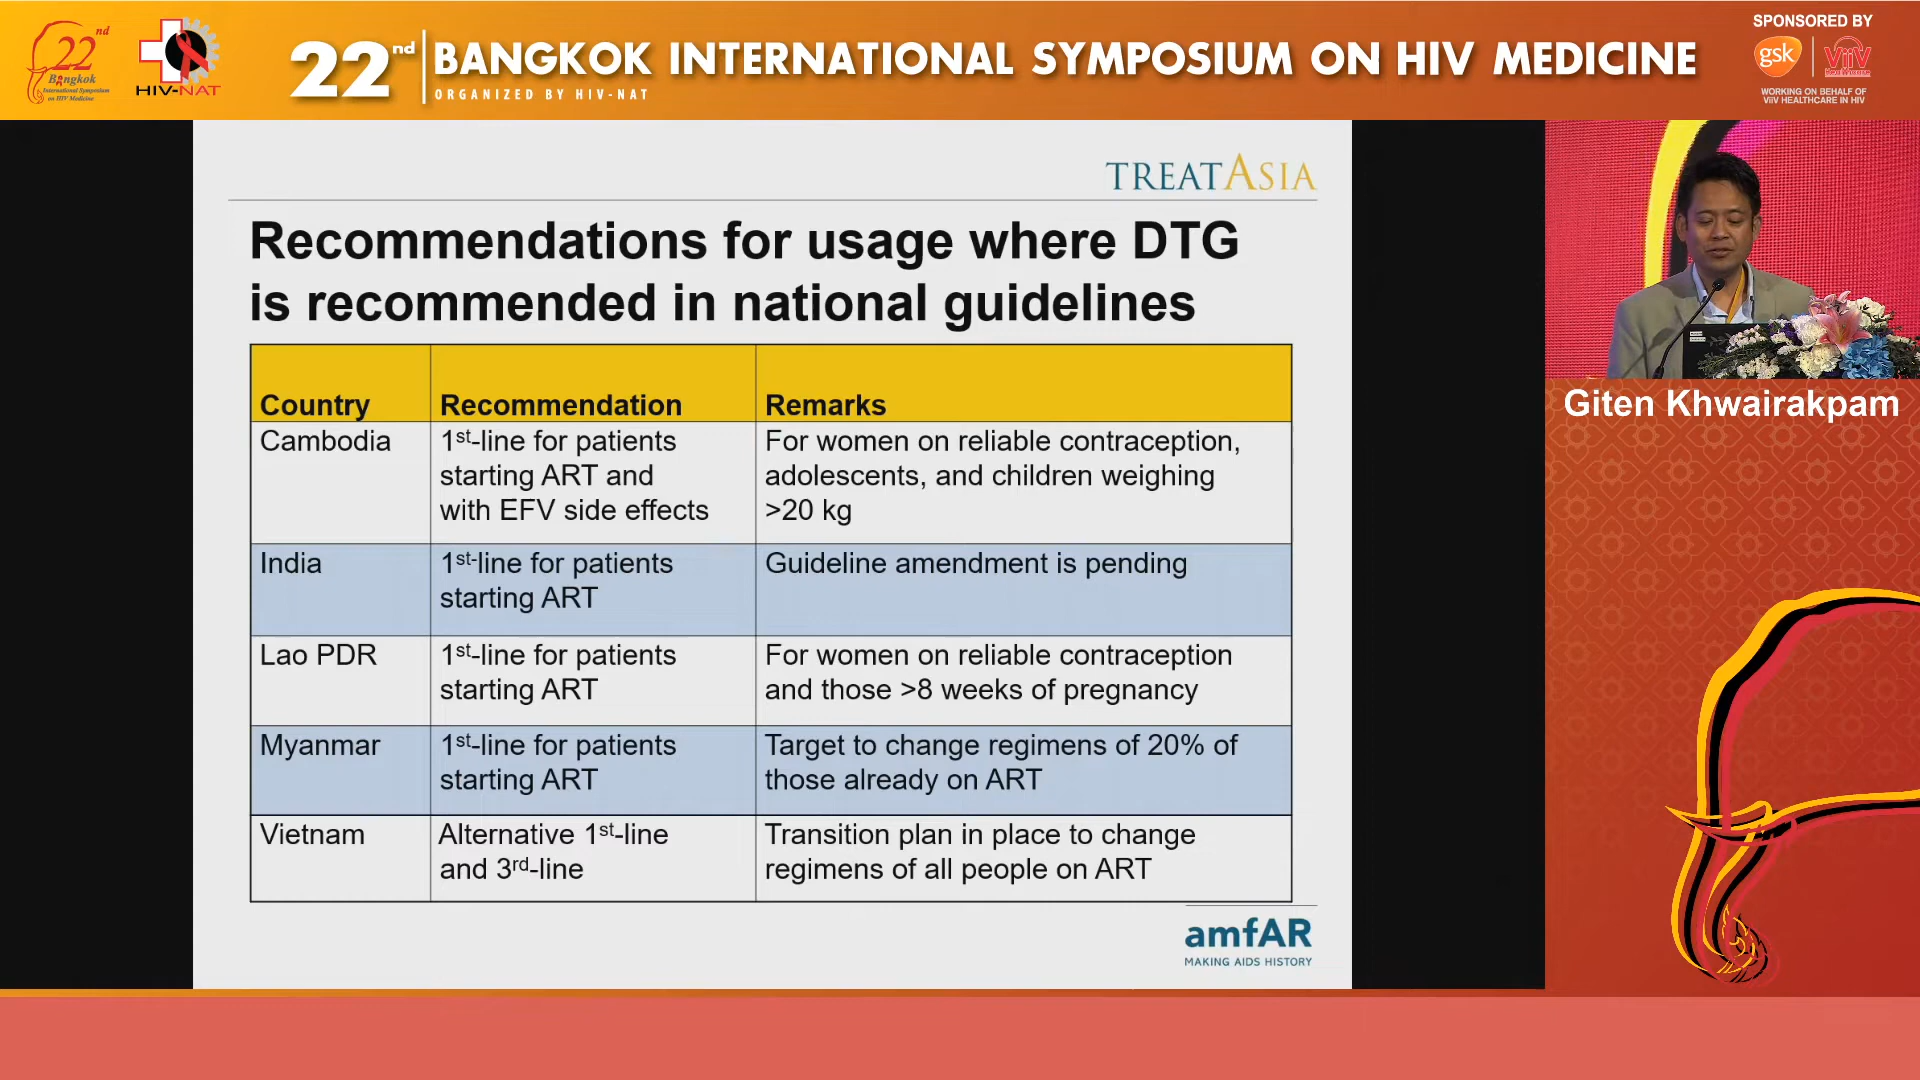 22nd
Bangkok
International Symposium
on HIV Medicine
HIV-NAT
22nd BANGKOK INTERNATIONAL SYMPOSIUM ON HIV MEDICINE
ORGANIZED BY HIV-NAT
SPONSORED BY
gsk ViiV
WORKING ON BEHALF OF
ViiV HEALTHCARE IN HIV
TREATASIA
Recommendations for usage where DTG
is recommended in national guidelines
Country Recommendation Remarks
Cambodia 1st-line for patients For women on reliable contraception,
starting ART and adolescents, and children weighing
with EFV side effects >20 kg
India 1st-line for patients Guideline amendment is pending
starting ART
Lao PDR 1st-line for patients For women on reliable contraception
starting ART and those >8 weeks of pregnancy
Myanmar 1st-line for patients Target to change regimens of 20% of
starting ART those already on ART
Vietnam Alternative 1st-line Transition plan in place to change
and 3rd-line regimens of all people on ART
amfAR
MAKING AIDS HISTORY
Giten Khwairakpam